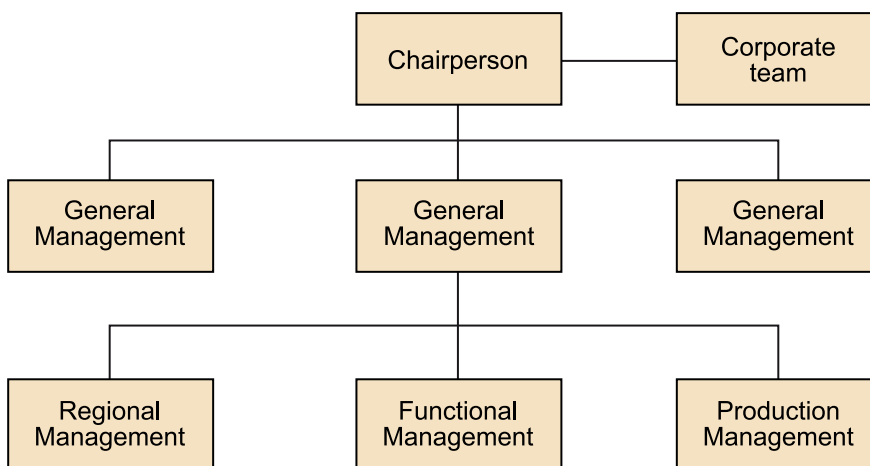 Chairperson
Corporate
team
General
Management
General
Management
General
Management
Regional
Management
Functional
Management
Production
Management